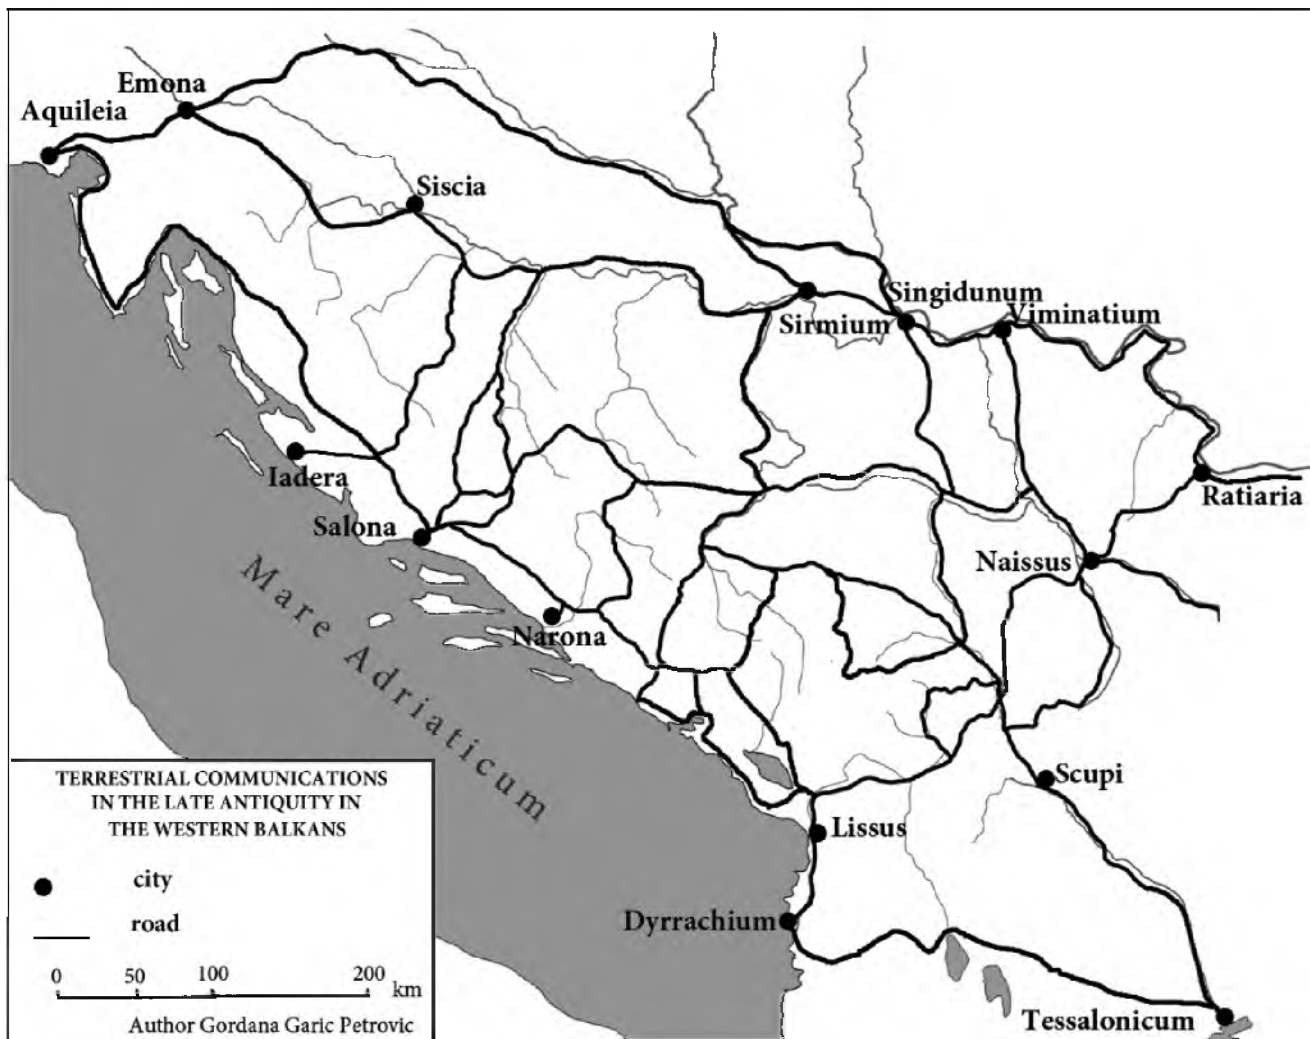 Emona
Aquileia
Siscia
Singidunum
Viminatium
Sirmium
Iadera
Ratiaria
Salona
Naissus
Mare Adriaticum
Narona
Scupi
TERRESTRIAL COMMUNICATIONS
IN THE LATE ANTIQUITY IN
THE WESTERN BALKANS
Lissus
city
Dyrrachium
road
0 50 100 200
km
Author Gordana Garic Petrovic
Tessalonicum